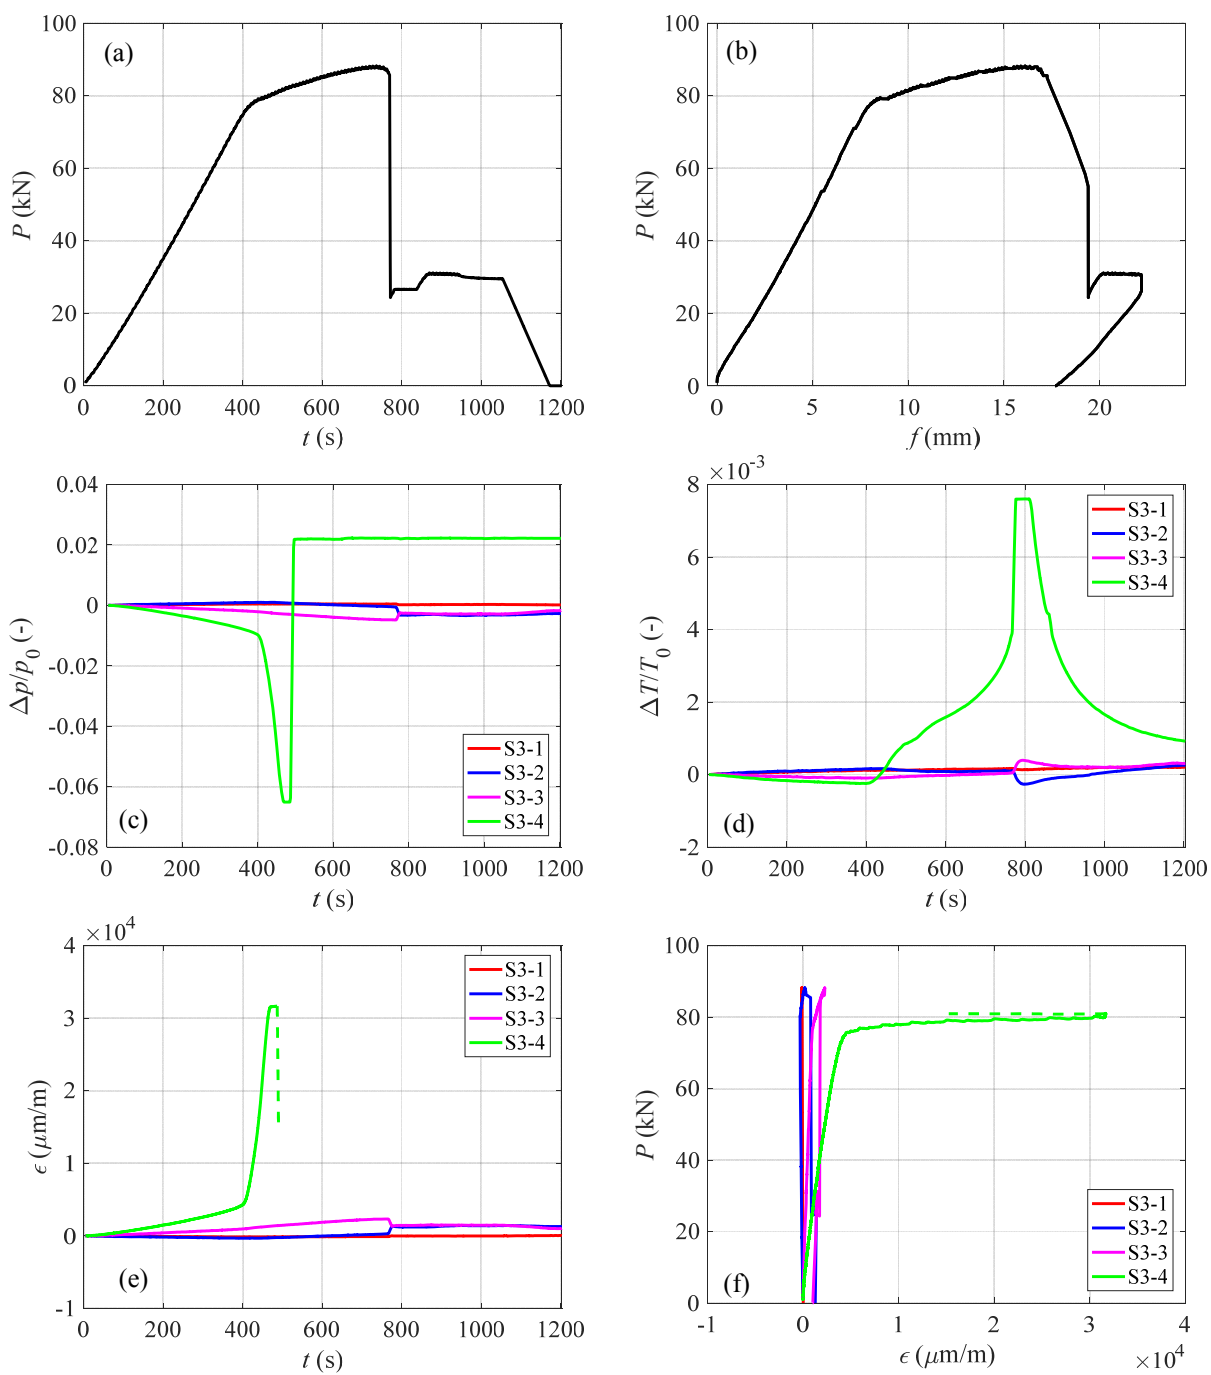 100
80
60
40
20
0
P (kN)
(a)
0 200 400 600 800 1000 1200
t (s)
100
80
60
40
20
0
P (kN)
(b)
0 5 10 15 20
f (mm)
0.04
0.02
0
-0.02
-0.04
-0.06
-0.08
Δp/p₀ (-)
S3-1
S3-2
S3-3
S3-4
(c)
0 200 400 600 800 1000 1200
t (s)
×10⁻³
8
6
4
2
0
-2
ΔT/T₀ (-)
S3-1
S3-2
S3-3
S3-4
(d)
0 200 400 600 800 1000 1200
t (s)
×10⁴
4
3
2
1
0
-1
ϵ (μm/m)
S3-1
S3-2
S3-3
S3-4
(e)
0 200 400 600 800 1000 1200
t (s)
100
80
60
40
20
0
P (kN)
S3-1
S3-2
S3-3
S3-4
(f)
-1 0 1 2 3 4
ϵ (μm/m)
×10⁴